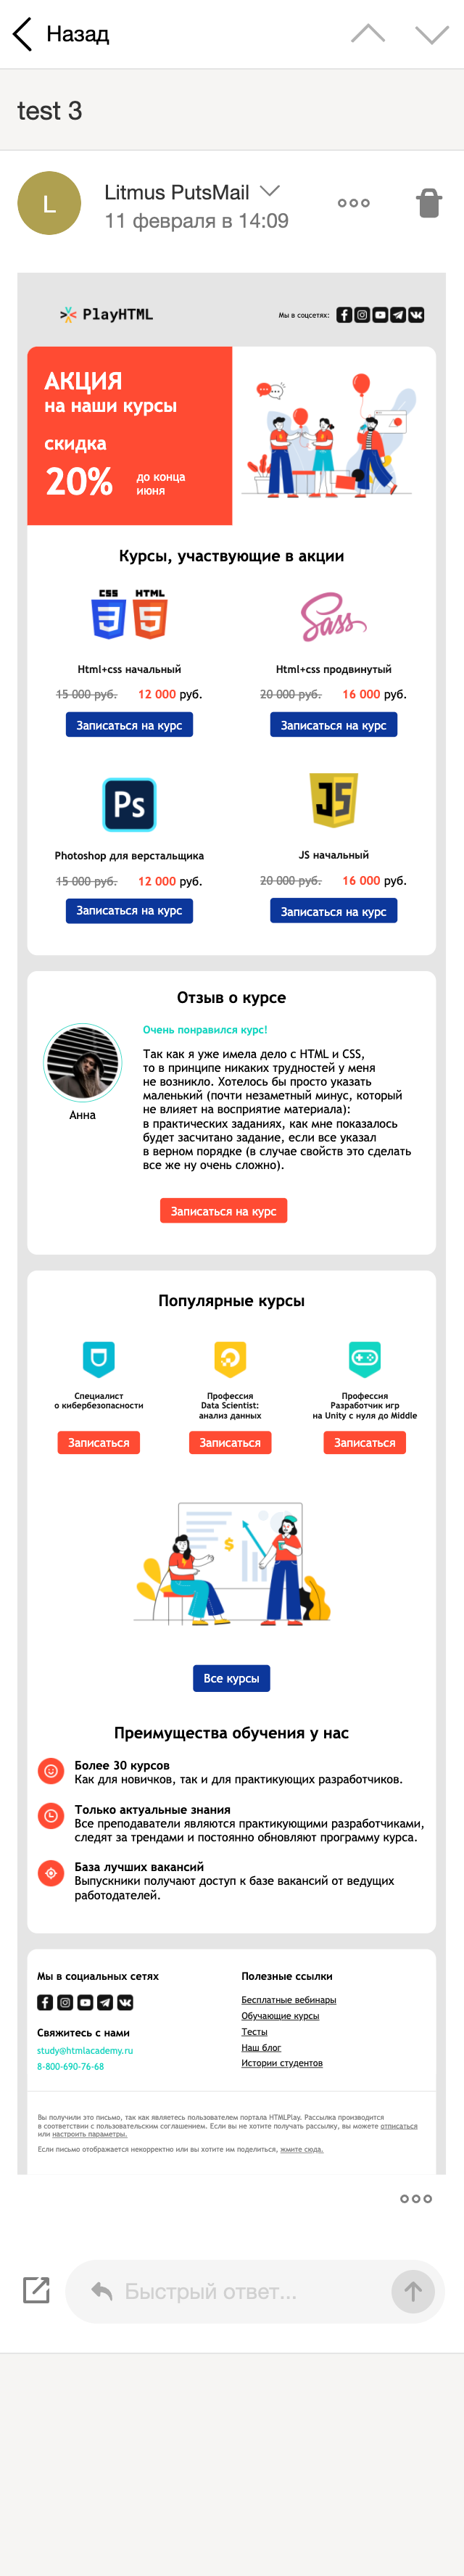 Назад
test 3
L
Litmus PutsMail
11 февраля в 14:09
PlayHTML
Мы в соцсетях:
АКЦИЯ
на наши курсы
скидка
20%
до конца
июня
Курсы, участвующие в акции
CSS HTML
3 5
Sass
Html+css начальный
Html+css продвинутый
15 000 руб. 12 000 руб.
20 000 руб. 16 000 руб.
Записаться на курс
Записаться на курс
Ps
JS
Photoshop для верстальщика
JS начальный
15 000 руб. 12 000 руб.
20 000 руб. 16 000 руб.
Записаться на курс
Записаться на курс
Отзыв о курсе
Очень понравился курс!
Так как я уже имела дело с HTML и CSS,
то в принципе никаких трудностей у меня
не возникло. Хотелось бы просто указать
маленький (почти незаметный минус, который
не влияет на восприятие материала):
в практических заданиях, как мне показалось
будет засчитано задание, если все указал
в верном порядке (в случае свойств это сделать
все же ну очень сложно).
Анна
Записаться на курс
Популярные курсы
Специалист
о кибербезопасности
Профессия
Data Scientist:
анализ данных
Профессия
Разработчик игр
на Unity с нуля до Middle
Записаться
Записаться
Записаться
$
Все курсы
Преимущества обучения у нас
Более 30 курсов
Как для новичков, так и для практикующих разработчиков.
Только актуальные знания
Все преподаватели являются практикующими разработчиками,
следят за трендами и постоянно обновляют программу курса.
База лучших вакансий
Выпускники получают доступ к базе вакансий от ведущих
работодателей.
Мы в социальных сетях
Свяжитесь с нами
study@htmlacademy.ru
8-800-690-76-68
Полезные ссылки
Бесплатные вебинары
Обучающие курсы
Тесты
Наш блог
Истории студентов
Вы получили это письмо, так как являетесь пользователем портала HTMLPlay. Рассылка производится
в соответствии с пользовательским соглашением. Если вы не хотите получать рассылку, вы можете отписаться
или настроить параметры.
Если письмо отображается некорректно или вы хотите им поделиться, жмите сюда.
Быстрый ответ...